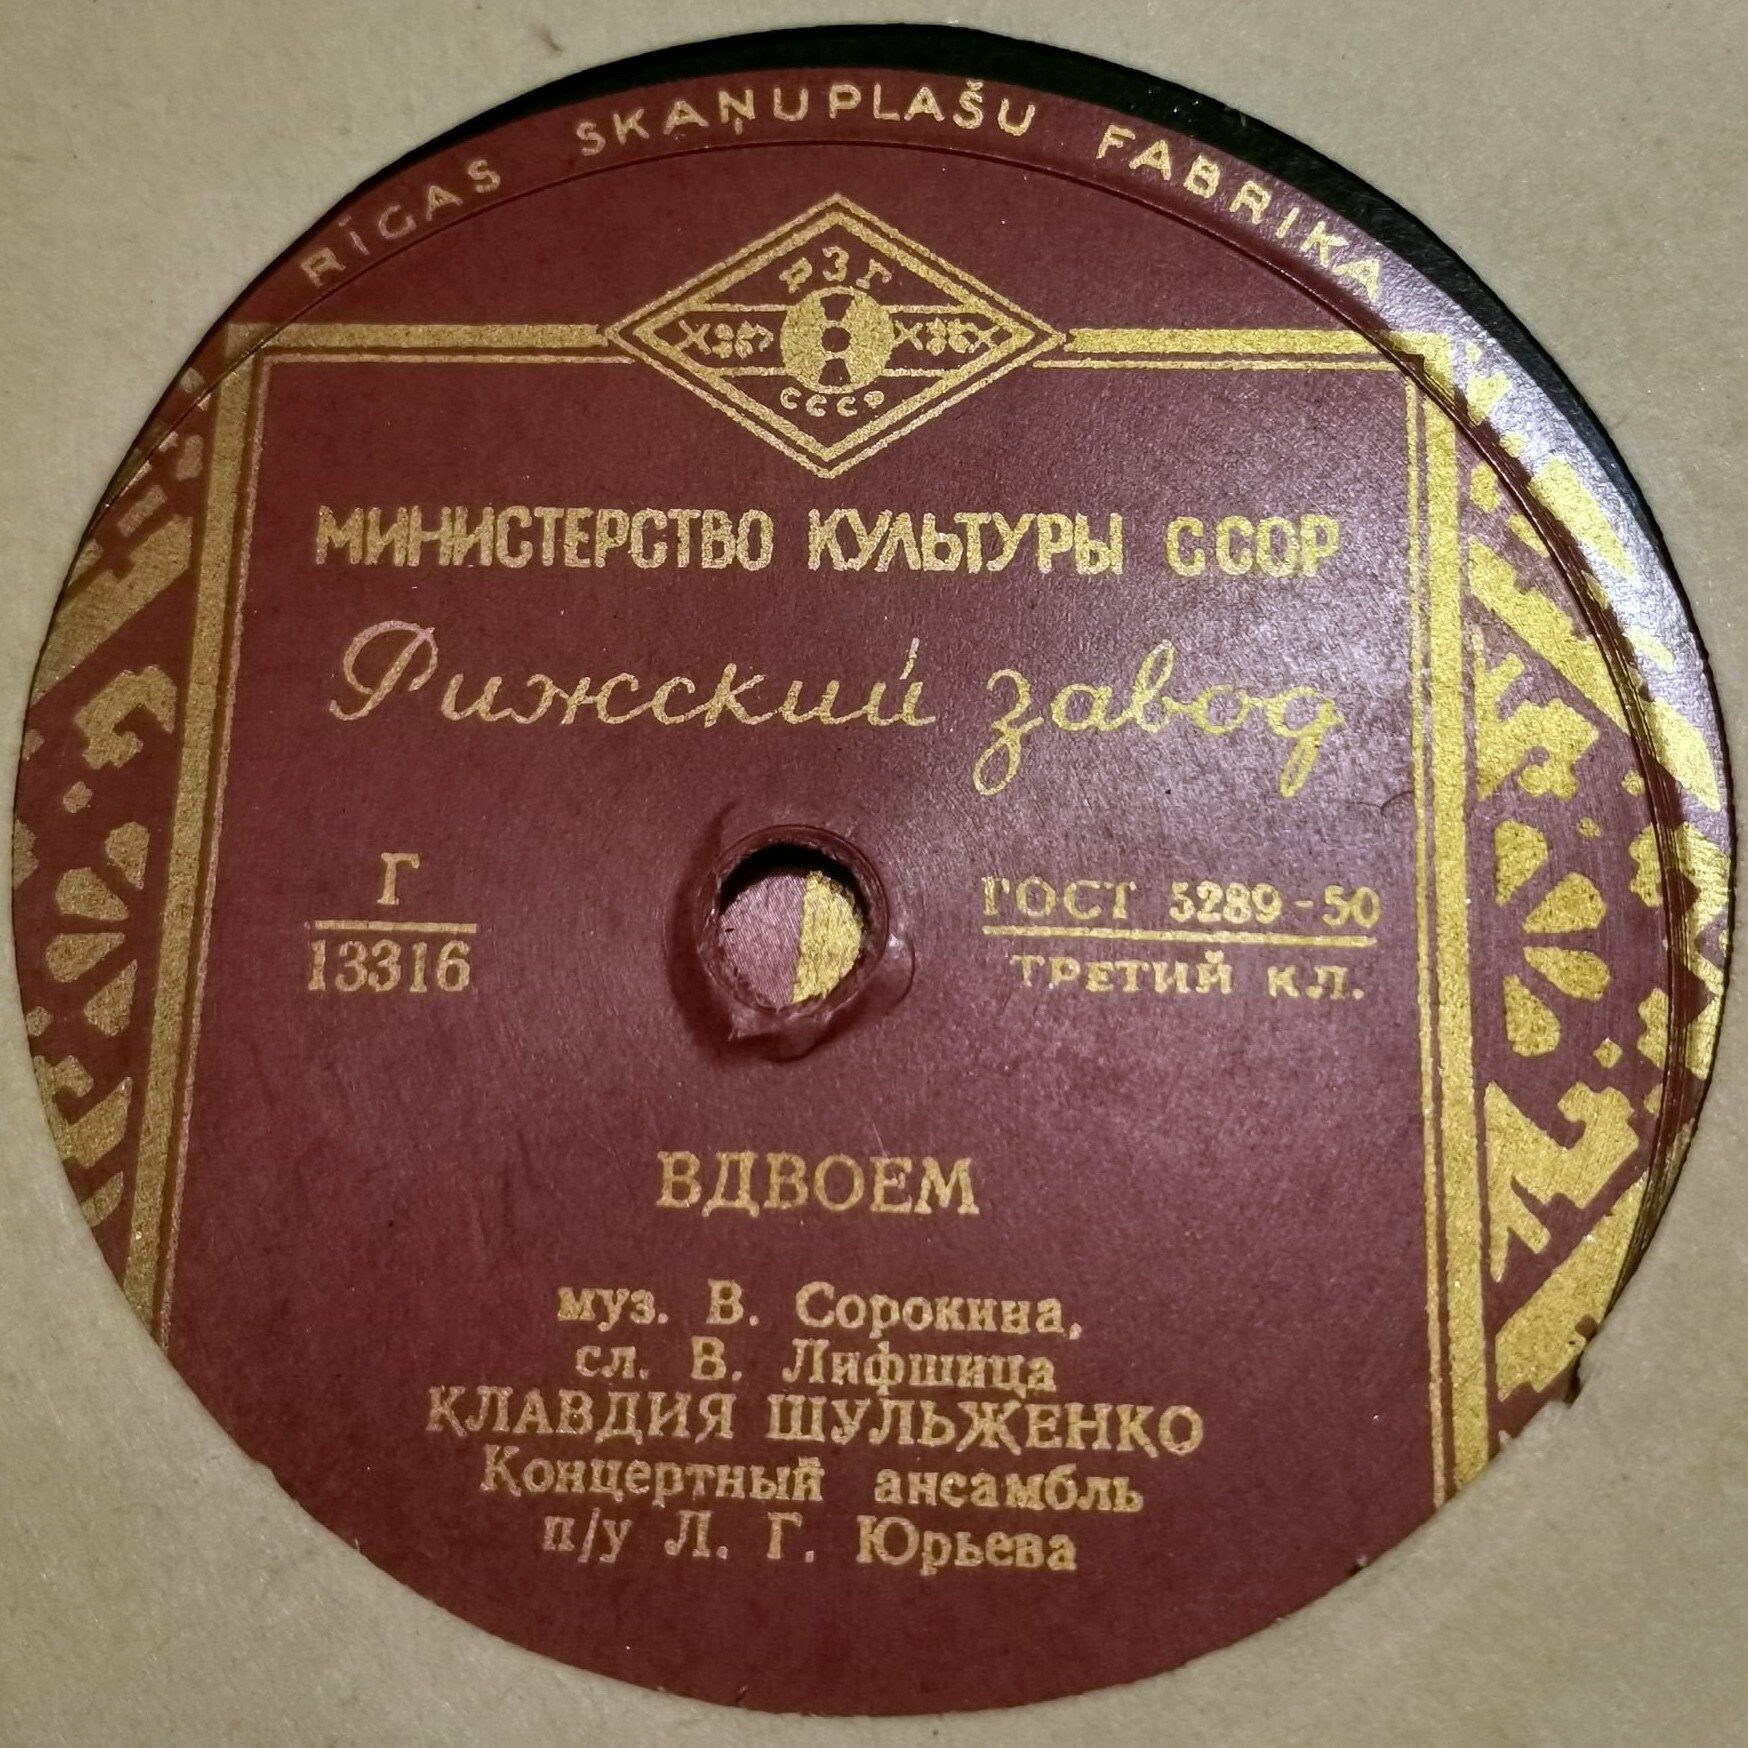 RĪGAS SKAŅUPLAŠU FABRIKA
РЗГ
СССР
МИНИСТЕРСТВО КУЛЬТУРЫ СССР
Рижский завод
Г
13316
ГОСТ 5289-50
ТРЕТИЙ КЛ.
ВДВОЕМ
муз. В. Сорокина,
сл. В. Лифшица
КЛАВДИЯ ШУЛЬЖЕНКО
Концертный ансамбль
п/у Л. Г. Юрьева